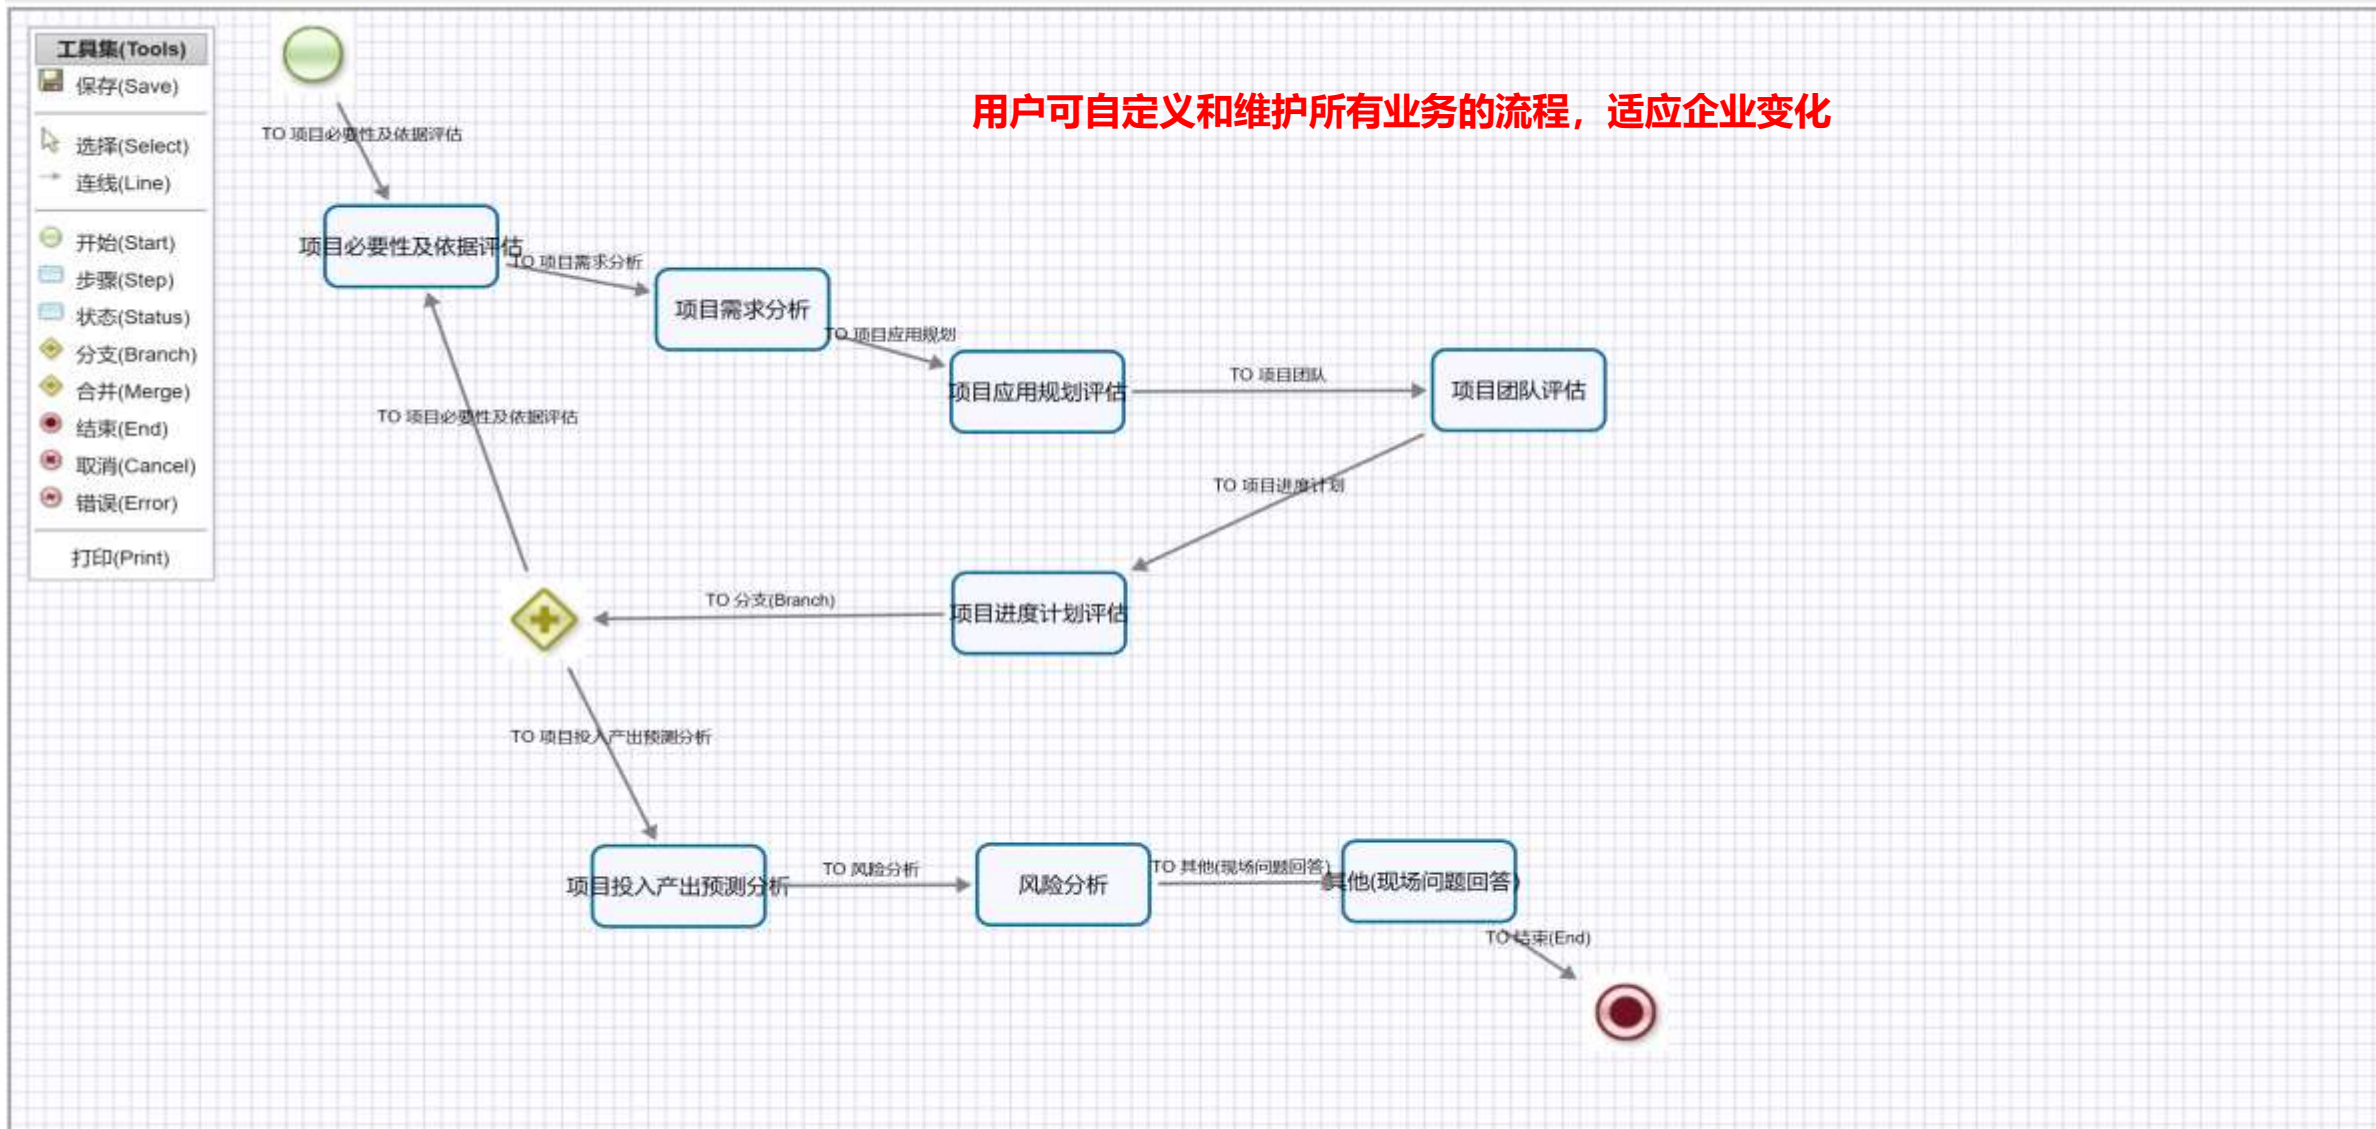 工具集(Tools)
保存(Save)
选择(Select)
连线(Line)
开始(Start)
步骤(Step)
状态(Status)
分支(Branch)
合并(Merge)
结束(End)
取消(Cancel)
错误(Error)
打印(Print)
用户可自定义和维护所有业务的流程，适应企业变化
TO 项目必要性及依据评估
项目必要性及依据评估
TO 项目需求分析
项目需求分析
TO 项目应用规划
项目应用规划评估
TO 项目团队
项目团队评估
TO 项目进度计划
项目进度计划评估
TO 分支(Branch)
TO 项目必要性及依据评估
TO 项目投入产出预测分析
项目投入产出预测分析
TO 风险分析
风险分析
TO 其他(现场问题回答)
其他(现场问题回答)
TO 结束(End)